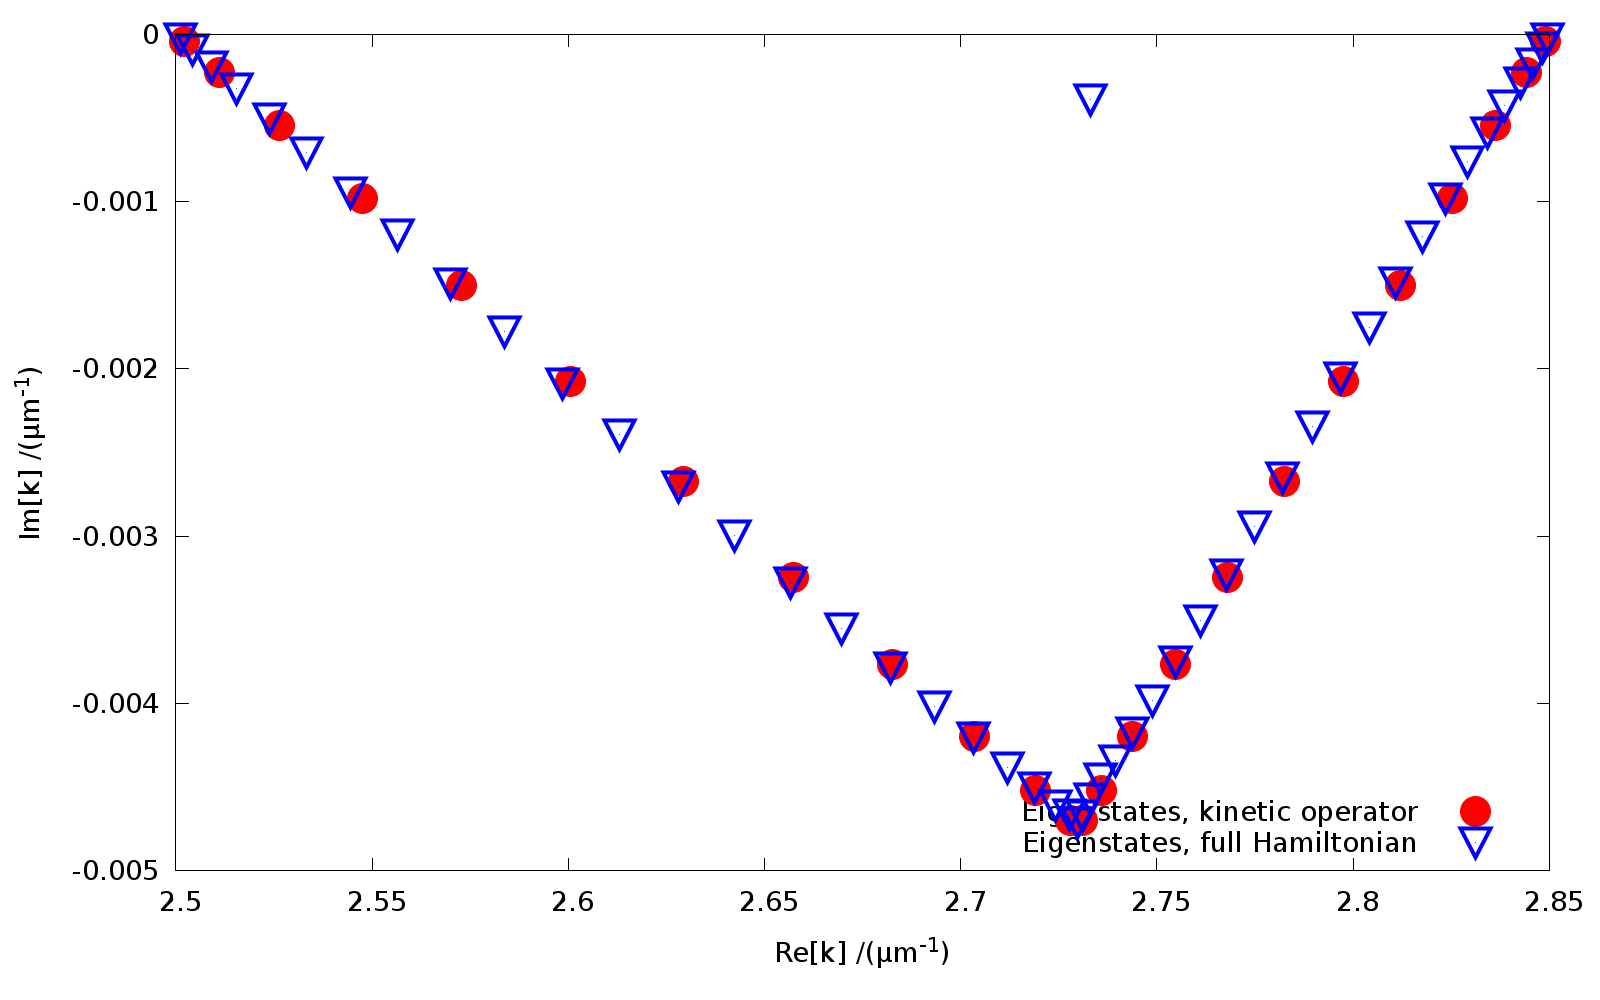 0
-0.001
-0.002
-0.003
-0.004
-0.005
2.5 2.55 2.6 2.65 2.7 2.75 2.8 2.85
Im[k] /(µm-1)
Re[k] /(µm-1)
Eigenstates, kinetic operator
Eigenstates, full Hamiltonian